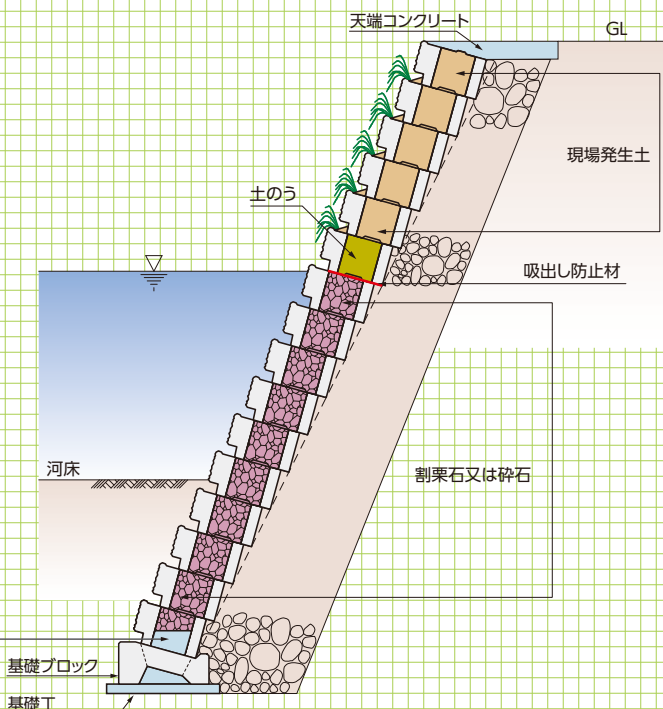 天端コンクリート
GL
現場発生土
土のう
吸出し防止材
河床
割栗石又は砕石
基礎ブロック
基礎工